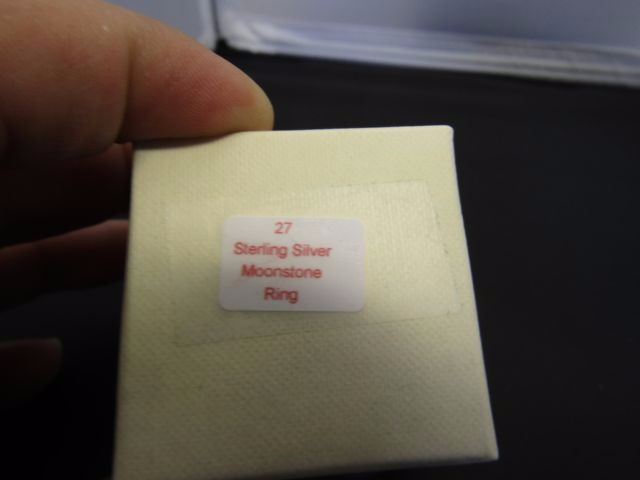 27
Sterling Silver
Moonstone
Ring